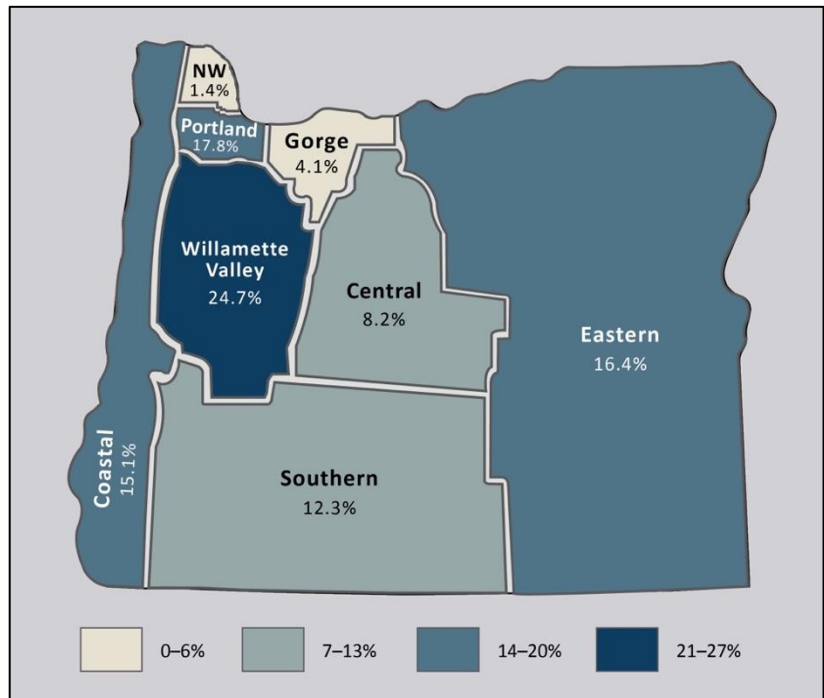 NW
1.4%
Portland
17.8%
Gorge
4.1%
Willamette
Valley
24.7%
Central
8.2%
Eastern
16.4%
Coastal
15.1%
Southern
12.3%
0–6%
7–13%
14–20%
21–27%